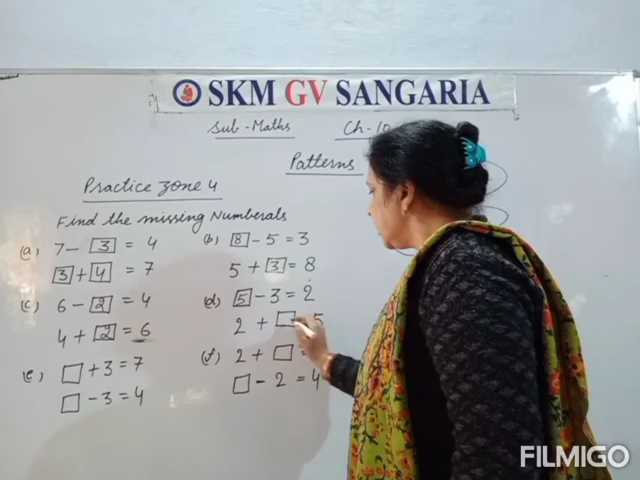 SKM GV SANGARIA
Sub-Maths Ch-10
Patterns
Practice Zone 4
Find the missing Numberals
(a) 7 - 3 = 4
3 + 4 = 7
(b) 8 - 5 = 3
5 + 3 = 8
(c) 6 - 2 = 4
4 + 2 = 6
(d) 5 - 3 = 2
2 + □ = 5
(e) □ + 3 = 7
□ - 3 = 4
(f) 2 + □ =
□ - 2 = 4
FILMIGO